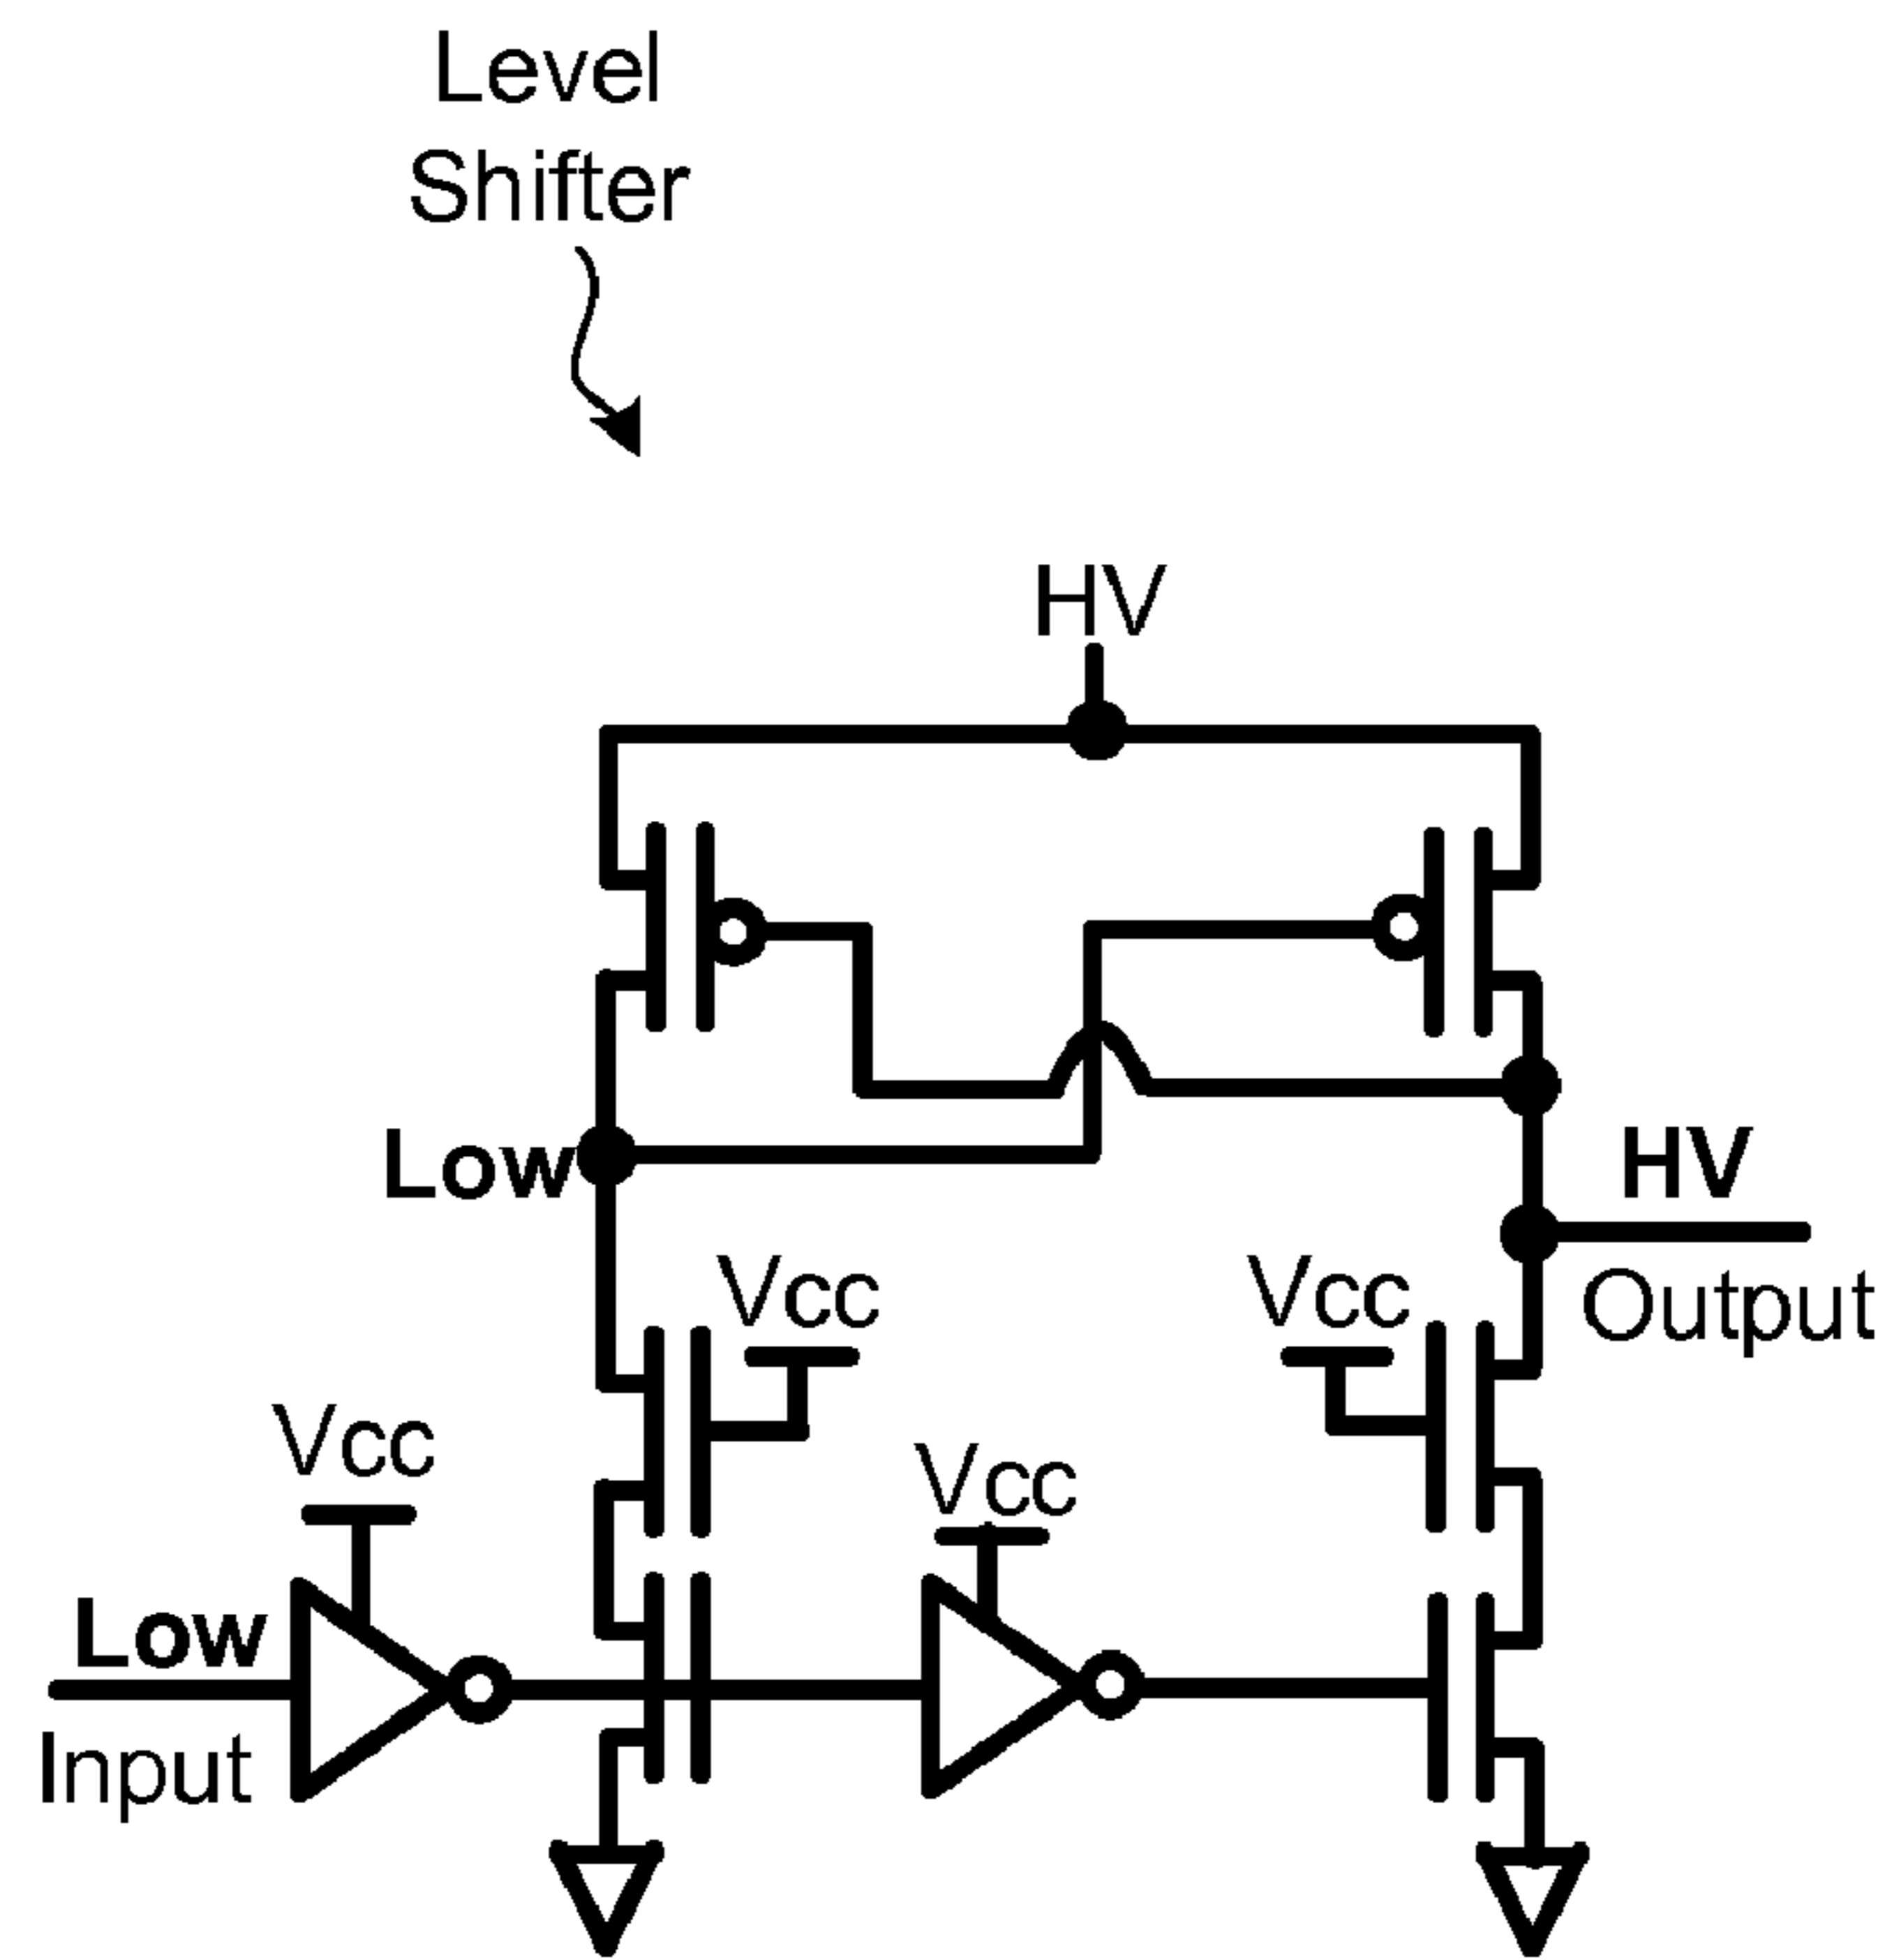 Level
Shifter
HV
Low
HV
Vcc
Vcc
Output
Vcc
Vcc
Low
Input